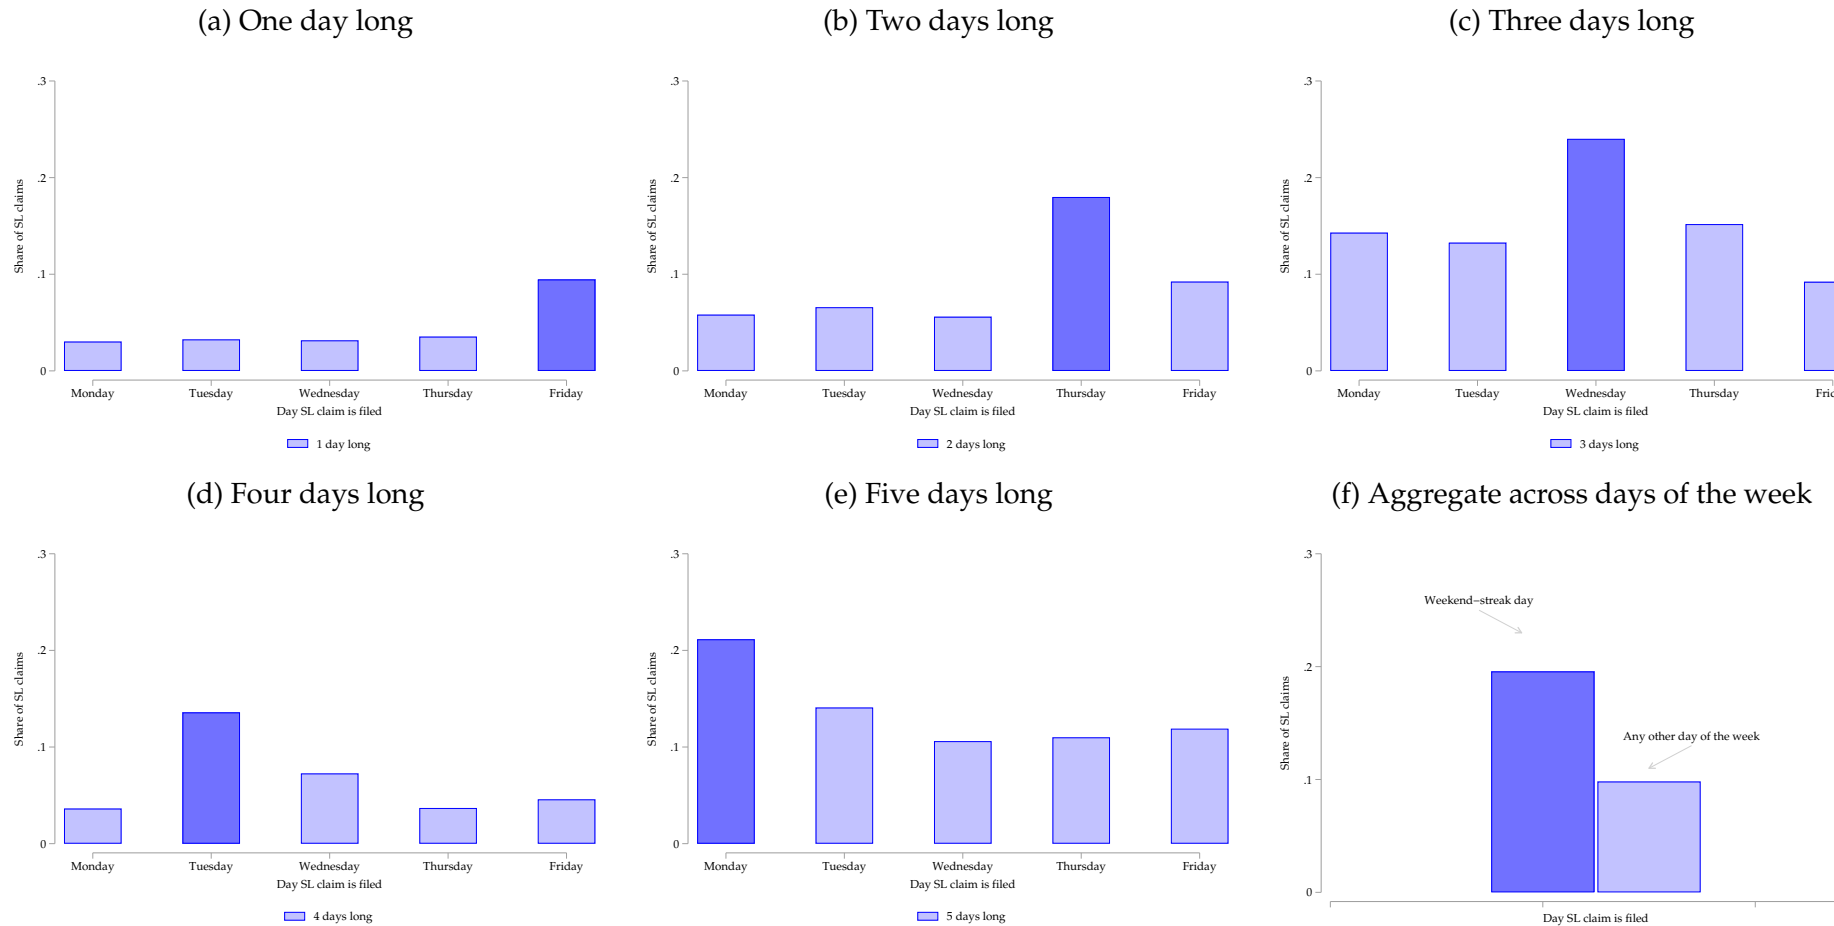 (a) One day long
.3
.2
.1
0
Share of SL claims
Monday Tuesday Wednesday Thursday Friday
Day SL claim is filed
1 day long
(b) Two days long
.3
.2
.1
0
Share of SL claims
Monday Tuesday Wednesday Thursday Friday
Day SL claim is filed
2 days long
(c) Three days long
.3
.2
.1
0
Share of SL claims
Monday Tuesday Wednesday Thursday Frid
Day SL claim is filed
3 days long
(d) Four days long
.3
.2
.1
0
Share of SL claims
Monday Tuesday Wednesday Thursday Friday
Day SL claim is filed
4 days long
(e) Five days long
.3
.2
.1
0
Share of SL claims
Monday Tuesday Wednesday Thursday Friday
Day SL claim is filed
5 days long
(f) Aggregate across days of the week
.3
.2
.1
0
Share of SL claims
Weekend−streak day
Any other day of the week
Day SL claim is filed